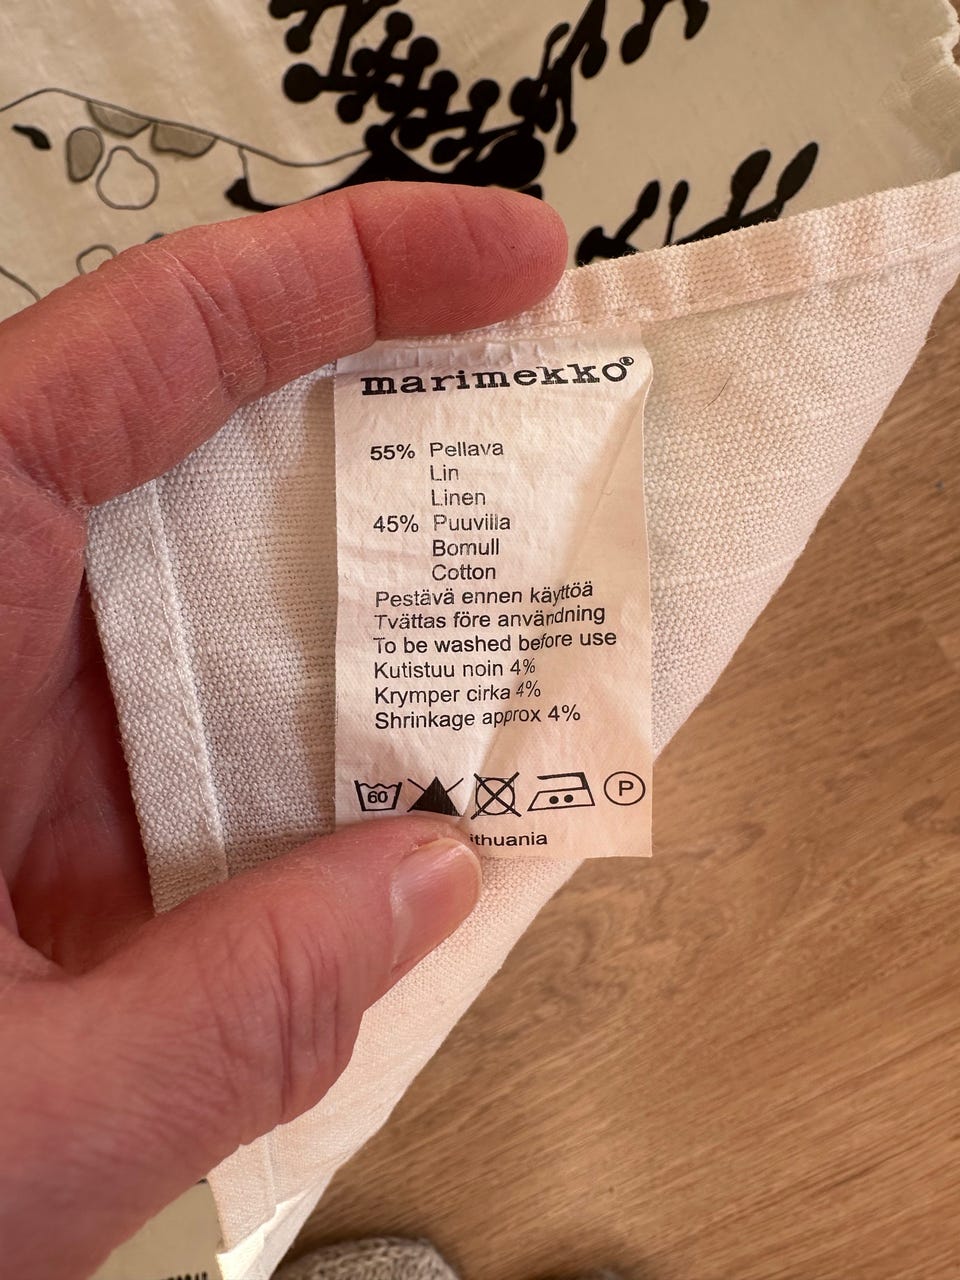 marimekko®
55% Pellava
Lin
Linen
45% Puuvilla
Bomull
Cotton
Pestävä ennen käyttöä
Tvättas före användning
To be washed before use
Kutistuu noin 4%
Krymper cirka 4%
Shrinkage approx 4%
60 P
ithuania